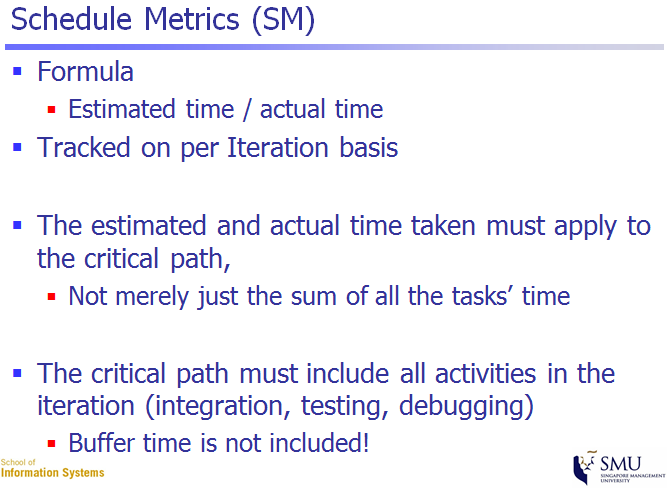 Schedule Metrics (SM)
Formula
Estimated time / actual time
Tracked on per Iteration basis
The estimated and actual time taken must apply to
the critical path,
Not merely just the sum of all the tasks’ time
The critical path must include all activities in the
iteration (integration, testing, debugging)
Buffer time is not included!
School of
Information Systems
SMU
SINGAPORE MANAGEMENT
UNIVERSITY